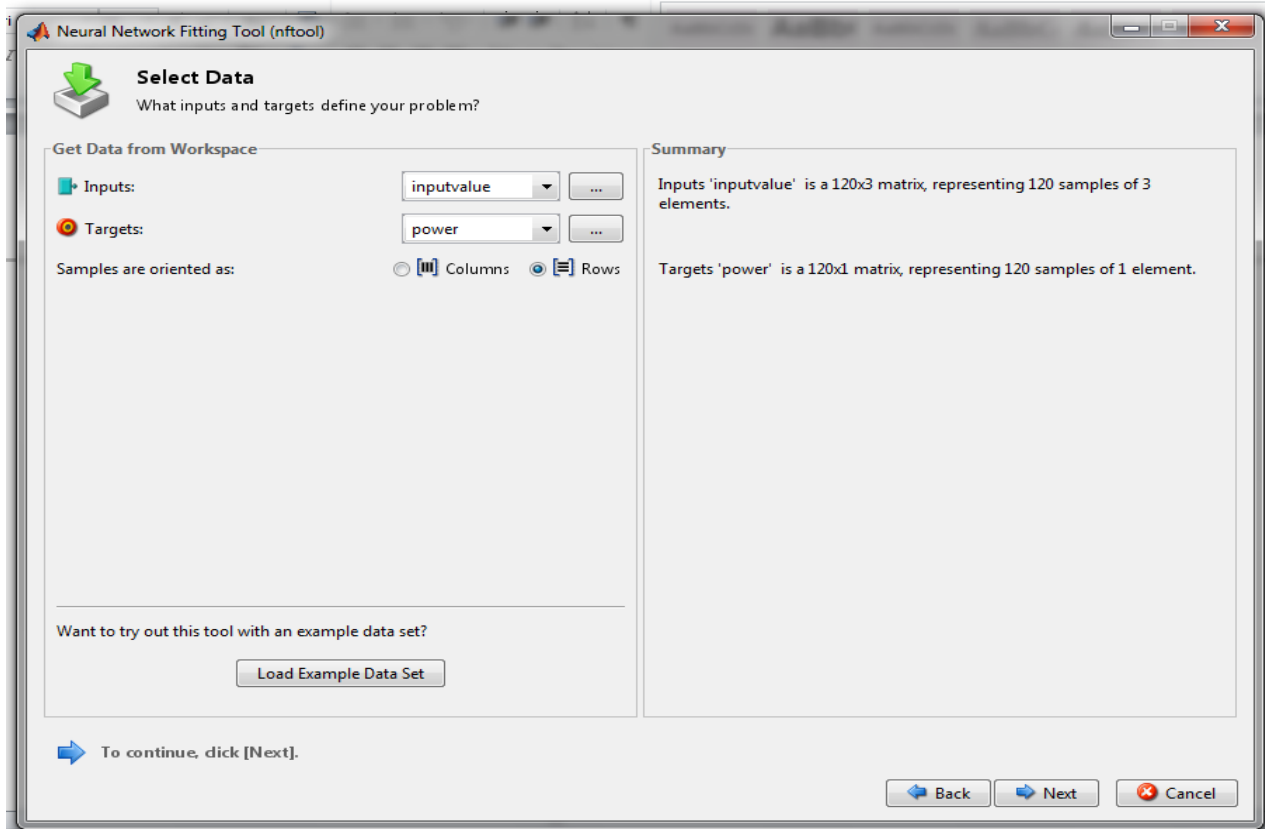 Neural Network Fitting Tool (nftool)
Select Data
What inputs and targets define your problem?
Get Data from Workspace
Inputs:
inputvalue
...
Targets:
power
...
Samples are oriented as:
Columns
Rows
Want to try out this tool with an example data set?
Load Example Data Set
Summary
Inputs 'inputvalue' is a 120x3 matrix, representing 120 samples of 3
elements.
Targets 'power' is a 120x1 matrix, representing 120 samples of 1 element.
To continue, click [Next].
Back
Next
Cancel